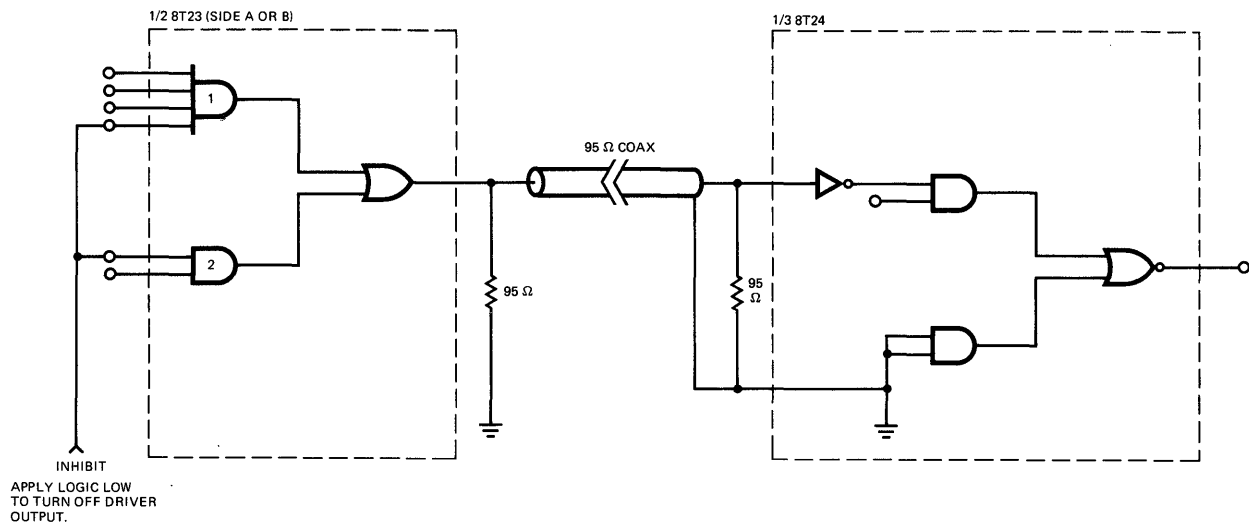 1/2 8T23 (SIDE A OR B)
1/3 8T24
1
95 Ω COAX
2
95 Ω
95
Ω
INHIBIT
APPLY LOGIC LOW
TO TURN OFF DRIVER
OUTPUT.